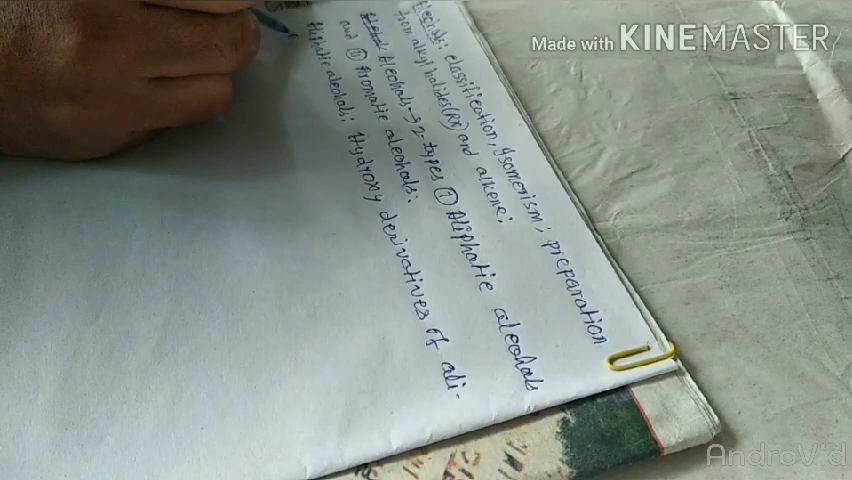 Made with KINEMASTER
Alcohols: classification, Isomerism; preparation
from alkyl halides(RX) and alkene:
Alcohols → 2-types ① Aliphatic alcohols
and ② Aromatic alcohols:
Aliphatic alcohols: Hydroxy derivatives of ali-
AndroVid